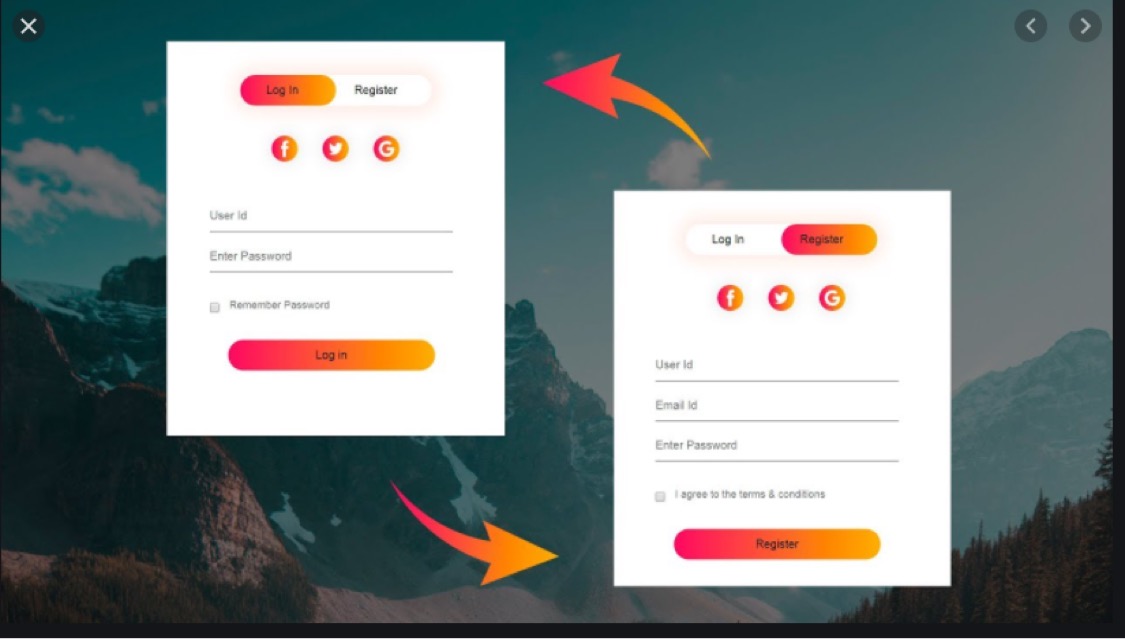 Log In Register
User Id
Enter Password
Remember Password
Log in
Log In Register
User Id
Email Id
Enter Password
I agree to the terms & conditions
Register